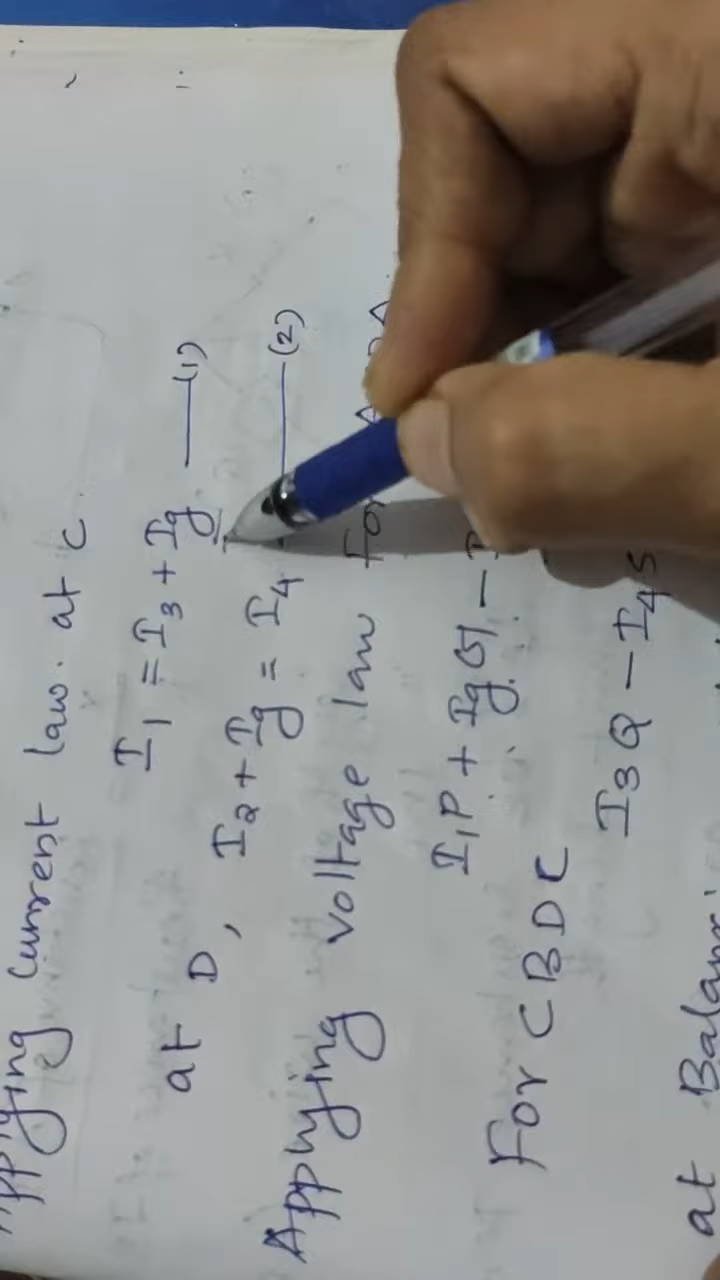 Applying Current law. at C
I₁ = I₃ + Ig —(1)
at D, I₂ + Ig = I₄ —(2)
Applying Voltage law For
I₁P + IgG -
For CBDC
I₃Q - I₄S
at